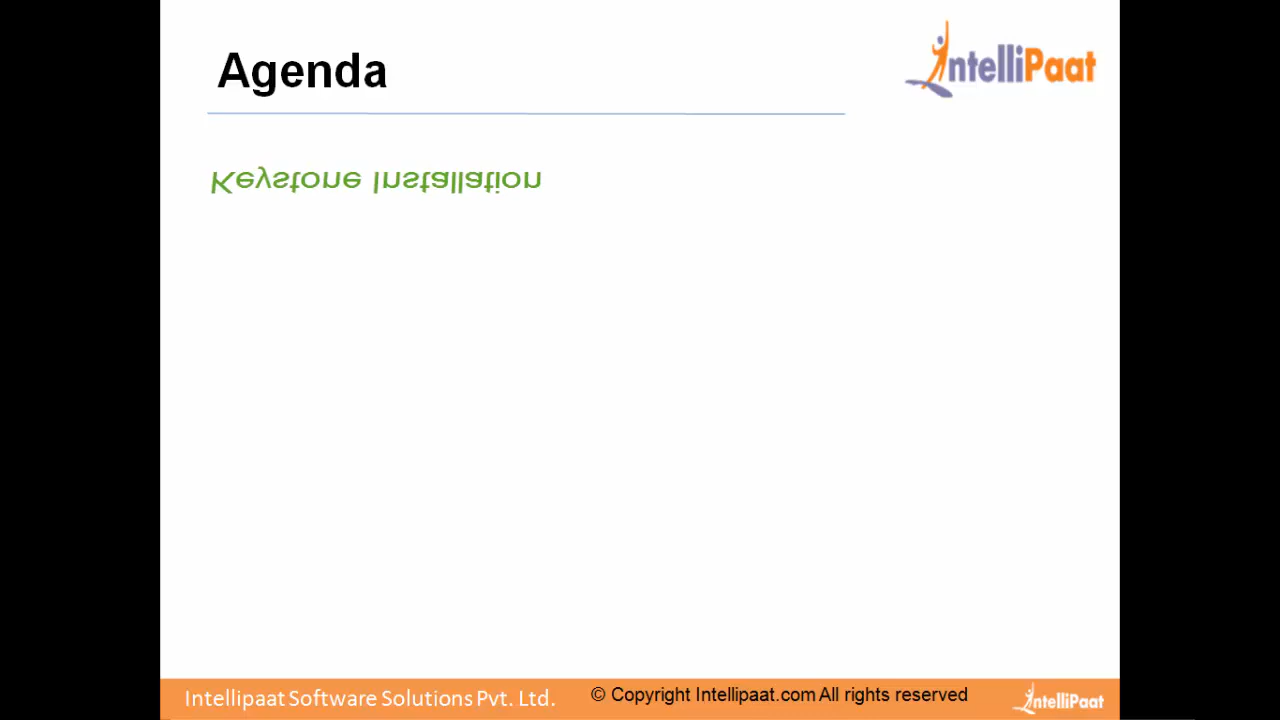 Agenda
IntelliPaat
Keystone Installation
Intellipaat Software Solutions Pvt. Ltd.
© Copyright Intellipaat.com All rights reserved
IntelliPaat